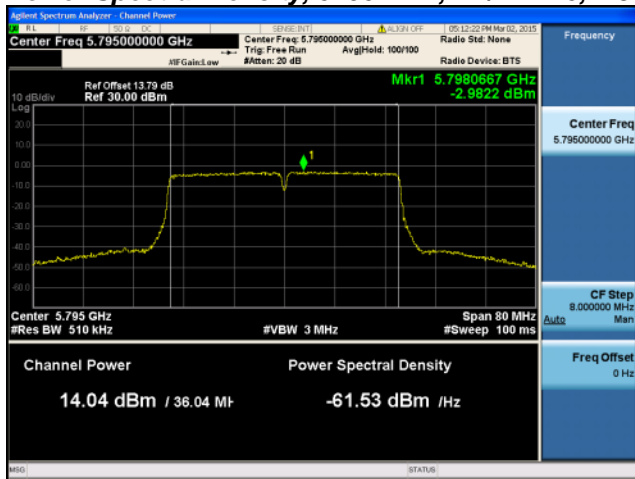 Agilent Spectrum Analyzer - Channel Power
RL RF 50 Ω DC SENSE:INT ALIGN OFF 05:12:22 PM Mar 02, 2015
Center Freq 5.795000000 GHz
#IFGain:Low
Center Freq: 5.795000000 GHz
Trig: Free Run Avg|Hold: 100/100
#Atten: 20 dB
Radio Std: None
Radio Device: BTS
Frequency
Ref Offset 13.79 dB
Ref 30.00 dBm
10 dB/div
Log
Mkr1 5.7980667 GHz
-2.9822 dBm
20.0
10.0
0.00
-10.0
-20.0
-30.0
-40.0
-50.0
-60.0
1
Center 5.795 GHz
#Res BW 510 kHz
#VBW 3 MHz
Span 80 MHz
#Sweep 100 ms
Channel Power
14.04 dBm / 36.04 MH
Power Spectral Density
-61.53 dBm /Hz
Center Freq
5.795000000 GHz
CF Step
8.000000 MHz
Auto Man
Freq Offset
0 Hz
MSG
STATUS